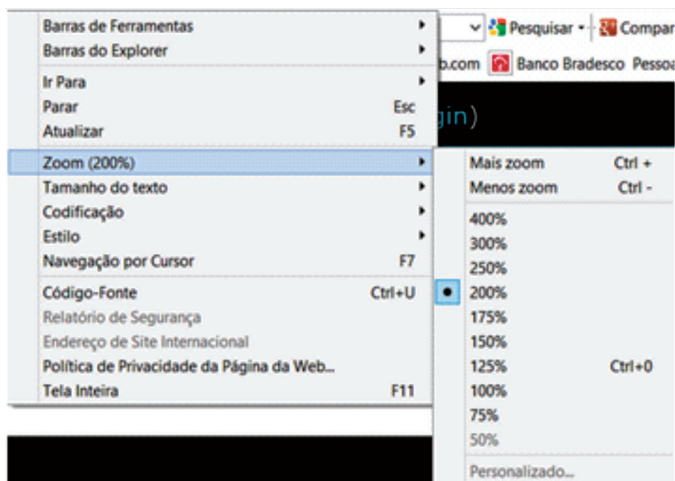 Barras de Ferramentas
Barras do Explorer
Ir Para
Parar Esc
Atualizar F5
Zoom (200%)
Tamanho do texto
Codificação
Estilo
Navegação por Cursor F7
Código-Fonte Ctrl+U
Relatório de Segurança
Endereço de Site Internacional
Política de Privacidade da Página da Web...
Tela Inteira F11
Pesquisar Compar
b.com Banco Bradesco Pessoa
gin)
Mais zoom Ctrl +
Menos zoom Ctrl -
400%
300%
250%
200%
175%
150%
125% Ctrl+0
100%
75%
50%
Personalizado...